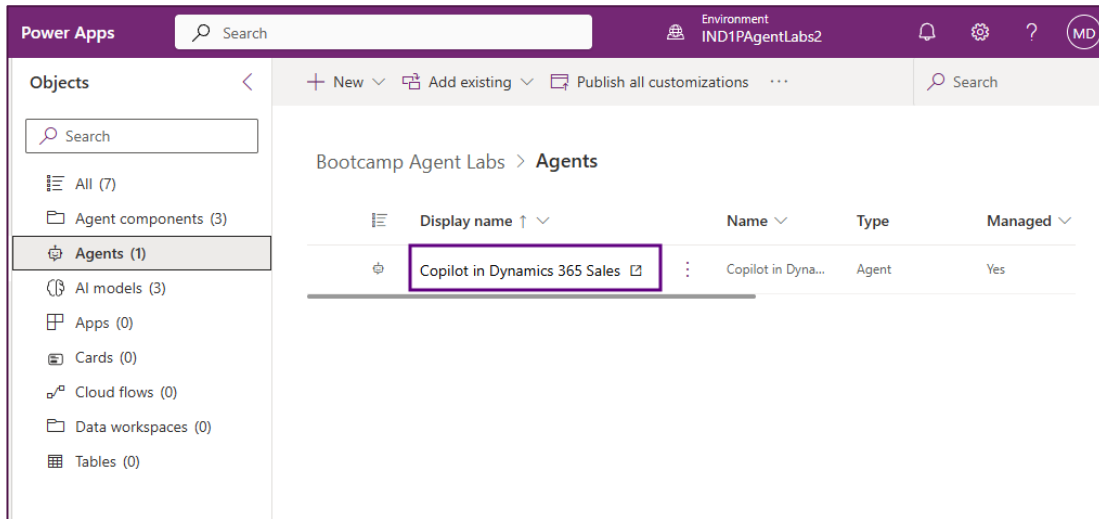 Power Apps
Search
Environment
IND1PAgentLabs2
?
MD
Objects
New
Add existing
Publish all customizations
...
Search
Search
All (7)
Agent components (3)
Agents (1)
AI models (3)
Apps (0)
Cards (0)
Cloud flows (0)
Data workspaces (0)
Tables (0)
Bootcamp Agent Labs > Agents
Display name ↑ Name Type Managed
Copilot in Dynamics 365 Sales Copilot in Dyna... Agent Yes